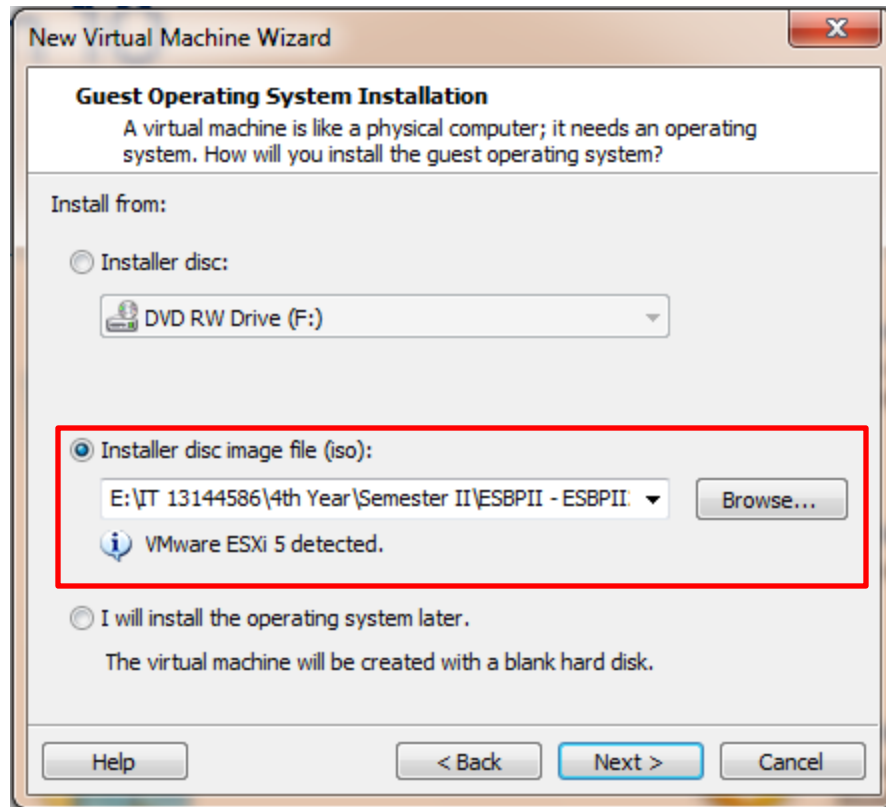 New Virtual Machine Wizard
Guest Operating System Installation
A virtual machine is like a physical computer; it needs an operating
system. How will you install the guest operating system?
Install from:
Installer disc:
DVD RW Drive (F:)
Installer disc image file (iso):
E:\IT 13144586\4th Year\Semester II\ESBPII - ESBPII
Browse...
VMware ESXi 5 detected.
I will install the operating system later.
The virtual machine will be created with a blank hard disk.
Help
< Back
Next >
Cancel